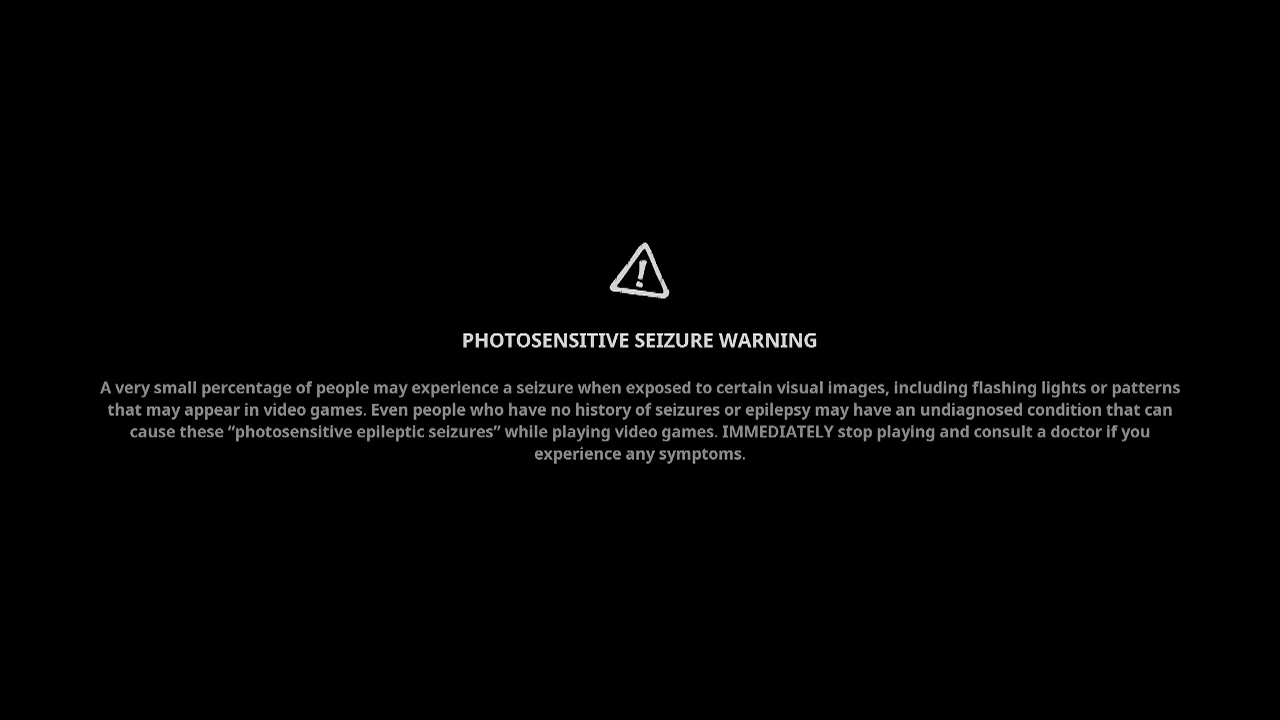 PHOTOSENSITIVE SEIZURE WARNING
A very small percentage of people may experience a seizure when exposed to certain visual images, including flashing lights or patterns
that may appear in video games. Even people who have no history of seizures or epilepsy may have an undiagnosed condition that can
cause these “photosensitive epileptic seizures” while playing video games. IMMEDIATELY stop playing and consult a doctor if you
experience any symptoms.